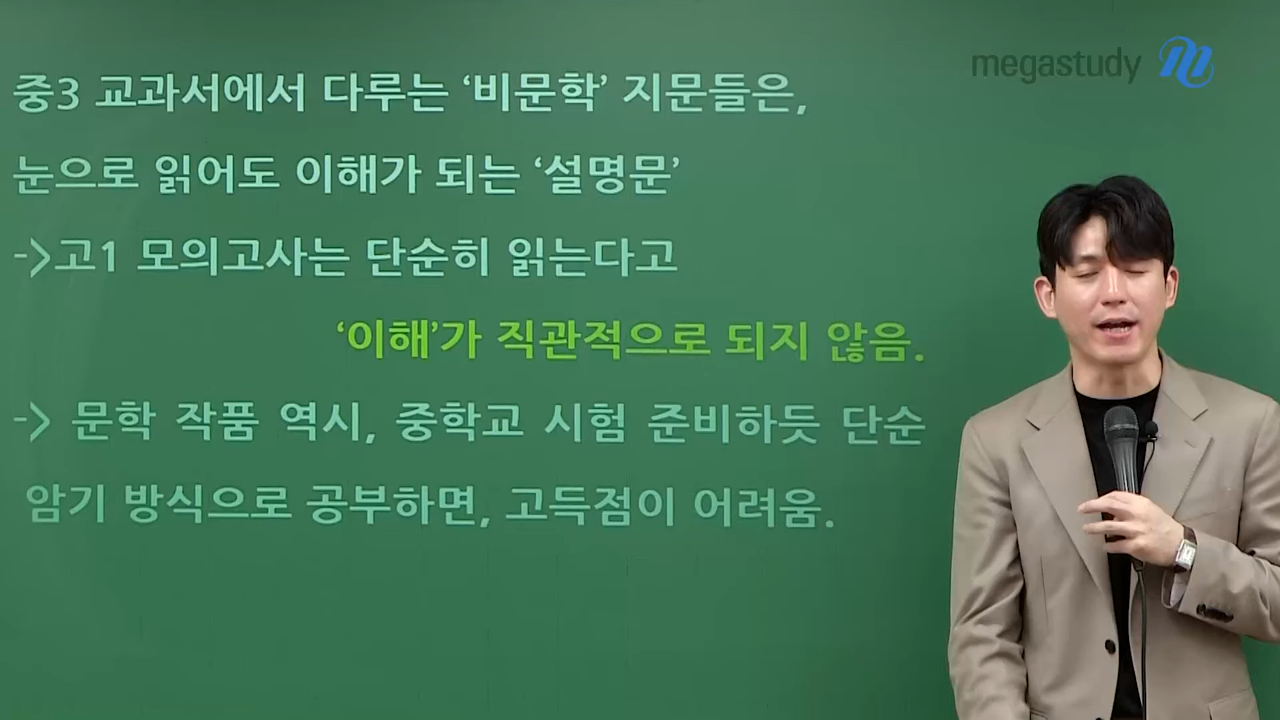 megastudy
중3 교과서에서 다루는 ‘비문학’ 지문들은,
눈으로 읽어도 이해가 되는 ‘설명문’
->고1 모의고사는 단순히 읽는다고
‘이해’가 직관적으로 되지 않음.
-> 문학 작품 역시, 중학교 시험 준비하듯 단순
암기 방식으로 공부하면, 고득점이 어려움.